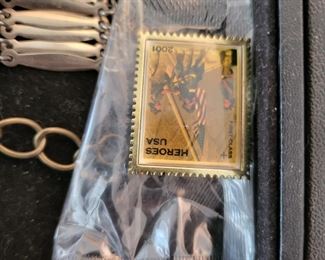 HEROES
USA
FIRST CLASS
2001